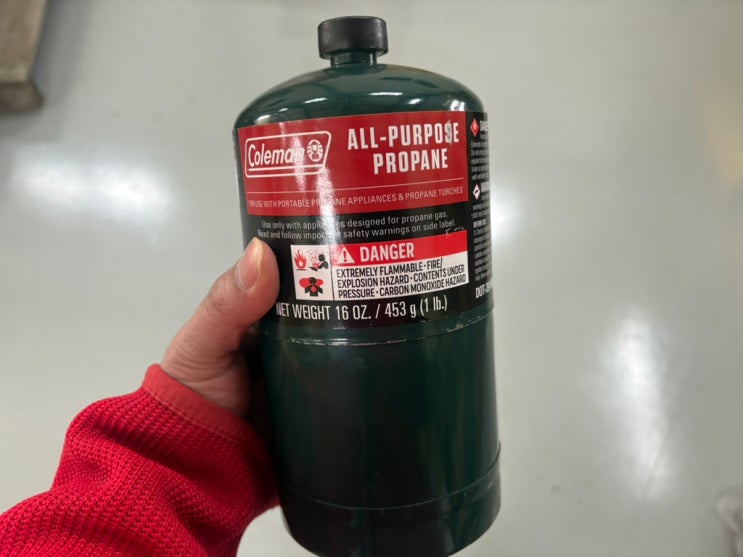 Coleman
ALL-PURPOSE
PROPANE
FOR USE WITH PORTABLE PROPANE APPLIANCES & PROPANE TORCHES
Use only with appliances designed for propane gas.
Read and follow important safety warnings on side label.
DANGER
EXTREMELY FLAMMABLE • FIRE/
EXPLOSION HAZARD • CONTENTS UNDER
PRESSURE • CARBON MONOXIDE HAZARD
NET WEIGHT 16 OZ. / 453 g (1 lb.)